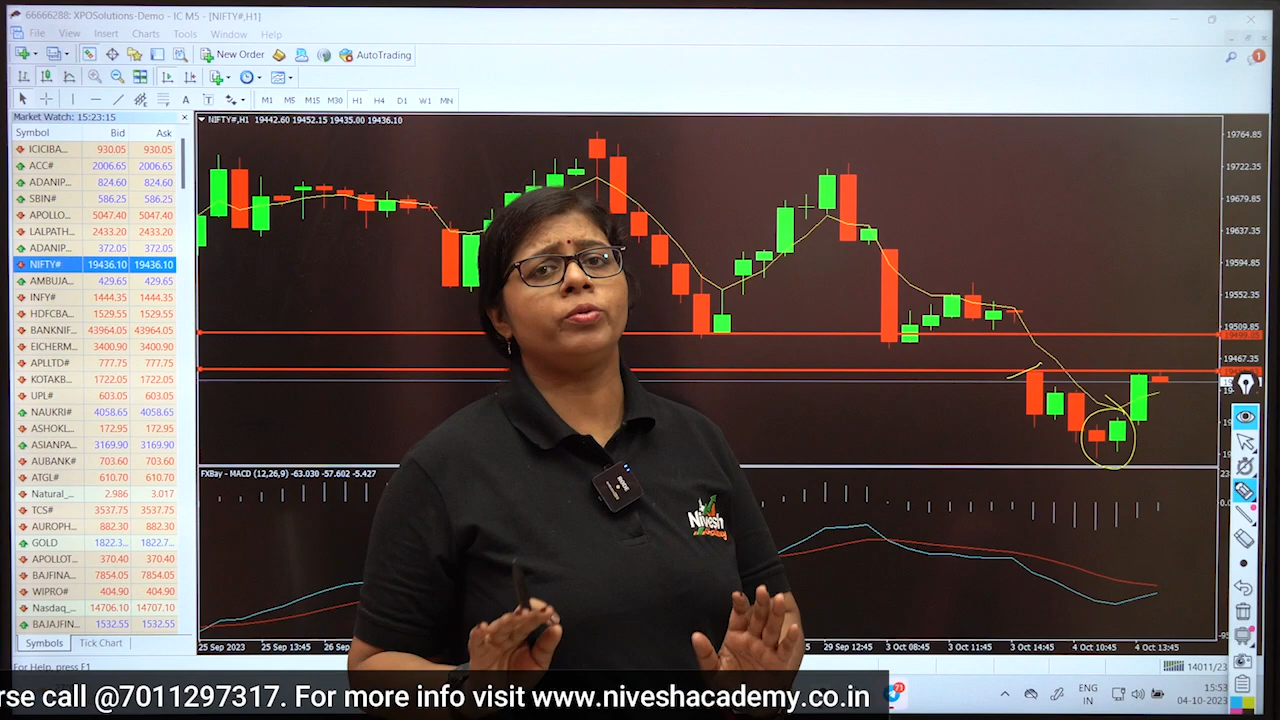 66666288: XPOSolutions-Demo - IC M5 - [NIFTY#,H1]
File View Insert Charts Tools Window Help
New Order AutoTrading
M1 M5 M15 M30 H1 H4 D1 W1 MN
Market Watch: 15:23:15
Symbol Bid Ask
ICICIBA... 930.05 930.05
ACC# 2006.65 2006.65
ADANIP... 824.60 824.60
SBIN# 586.25 586.25
APOLLO... 5047.40 5047.40
LALPATH... 2433.20 2433.20
ADANIP... 372.05 372.05
NIFTY# 19436.10 19436.10
AMBUJA... 429.65 429.65
INFY# 1444.35 1444.35
HDFCBA... 1529.55 1529.55
BANKNIF... 43964.05 43964.05
EICHERM... 3400.90 3400.90
APLLTD# 777.75 777.75
KOTAKB... 1722.05 1722.05
UPL# 603.05 603.05
NAUKRI# 4058.65 4058.65
ASHOKL... 172.95 172.95
ASIANPA... 3169.90 3169.90
AUBANK# 703.60 703.60
ATGL# 610.70 610.70
Natural_... 2.986 3.017
TCS# 3537.75 3537.75
AUROPH... 882.30 882.30
GOLD 1822.3... 1822.7...
APOLLOT... 370.40 370.40
BAJFINA... 7854.05 7854.05
WIPRO# 404.90 404.90
Nasdaq_... 14706.10 14707.10
BAJAJFIN... 1532.55 1532.55
Symbols Tick Chart
For Help, press F1
NIFTY#,H1 19442.60 19452.15 19435.00 19436.10
19764.85
19722.35
19679.85
19637.35
19594.85
19552.35
19509.85
19499.85
19467.35
FXBay - MACD (12,26,9) -63.030 -57.602 -5.427
25 Sep 2023 25 Sep 13:45 26 Sep 29 Sep 12:45 3 Oct 08:45 3 Oct 11:45 3 Oct 14:45 4 Oct 10:45 4 Oct 13:45
Nivesh
14011/23
ENG
IN
15:53
04-10-2023
rse call @7011297317. For more info visit www.niveshacademy.co.in